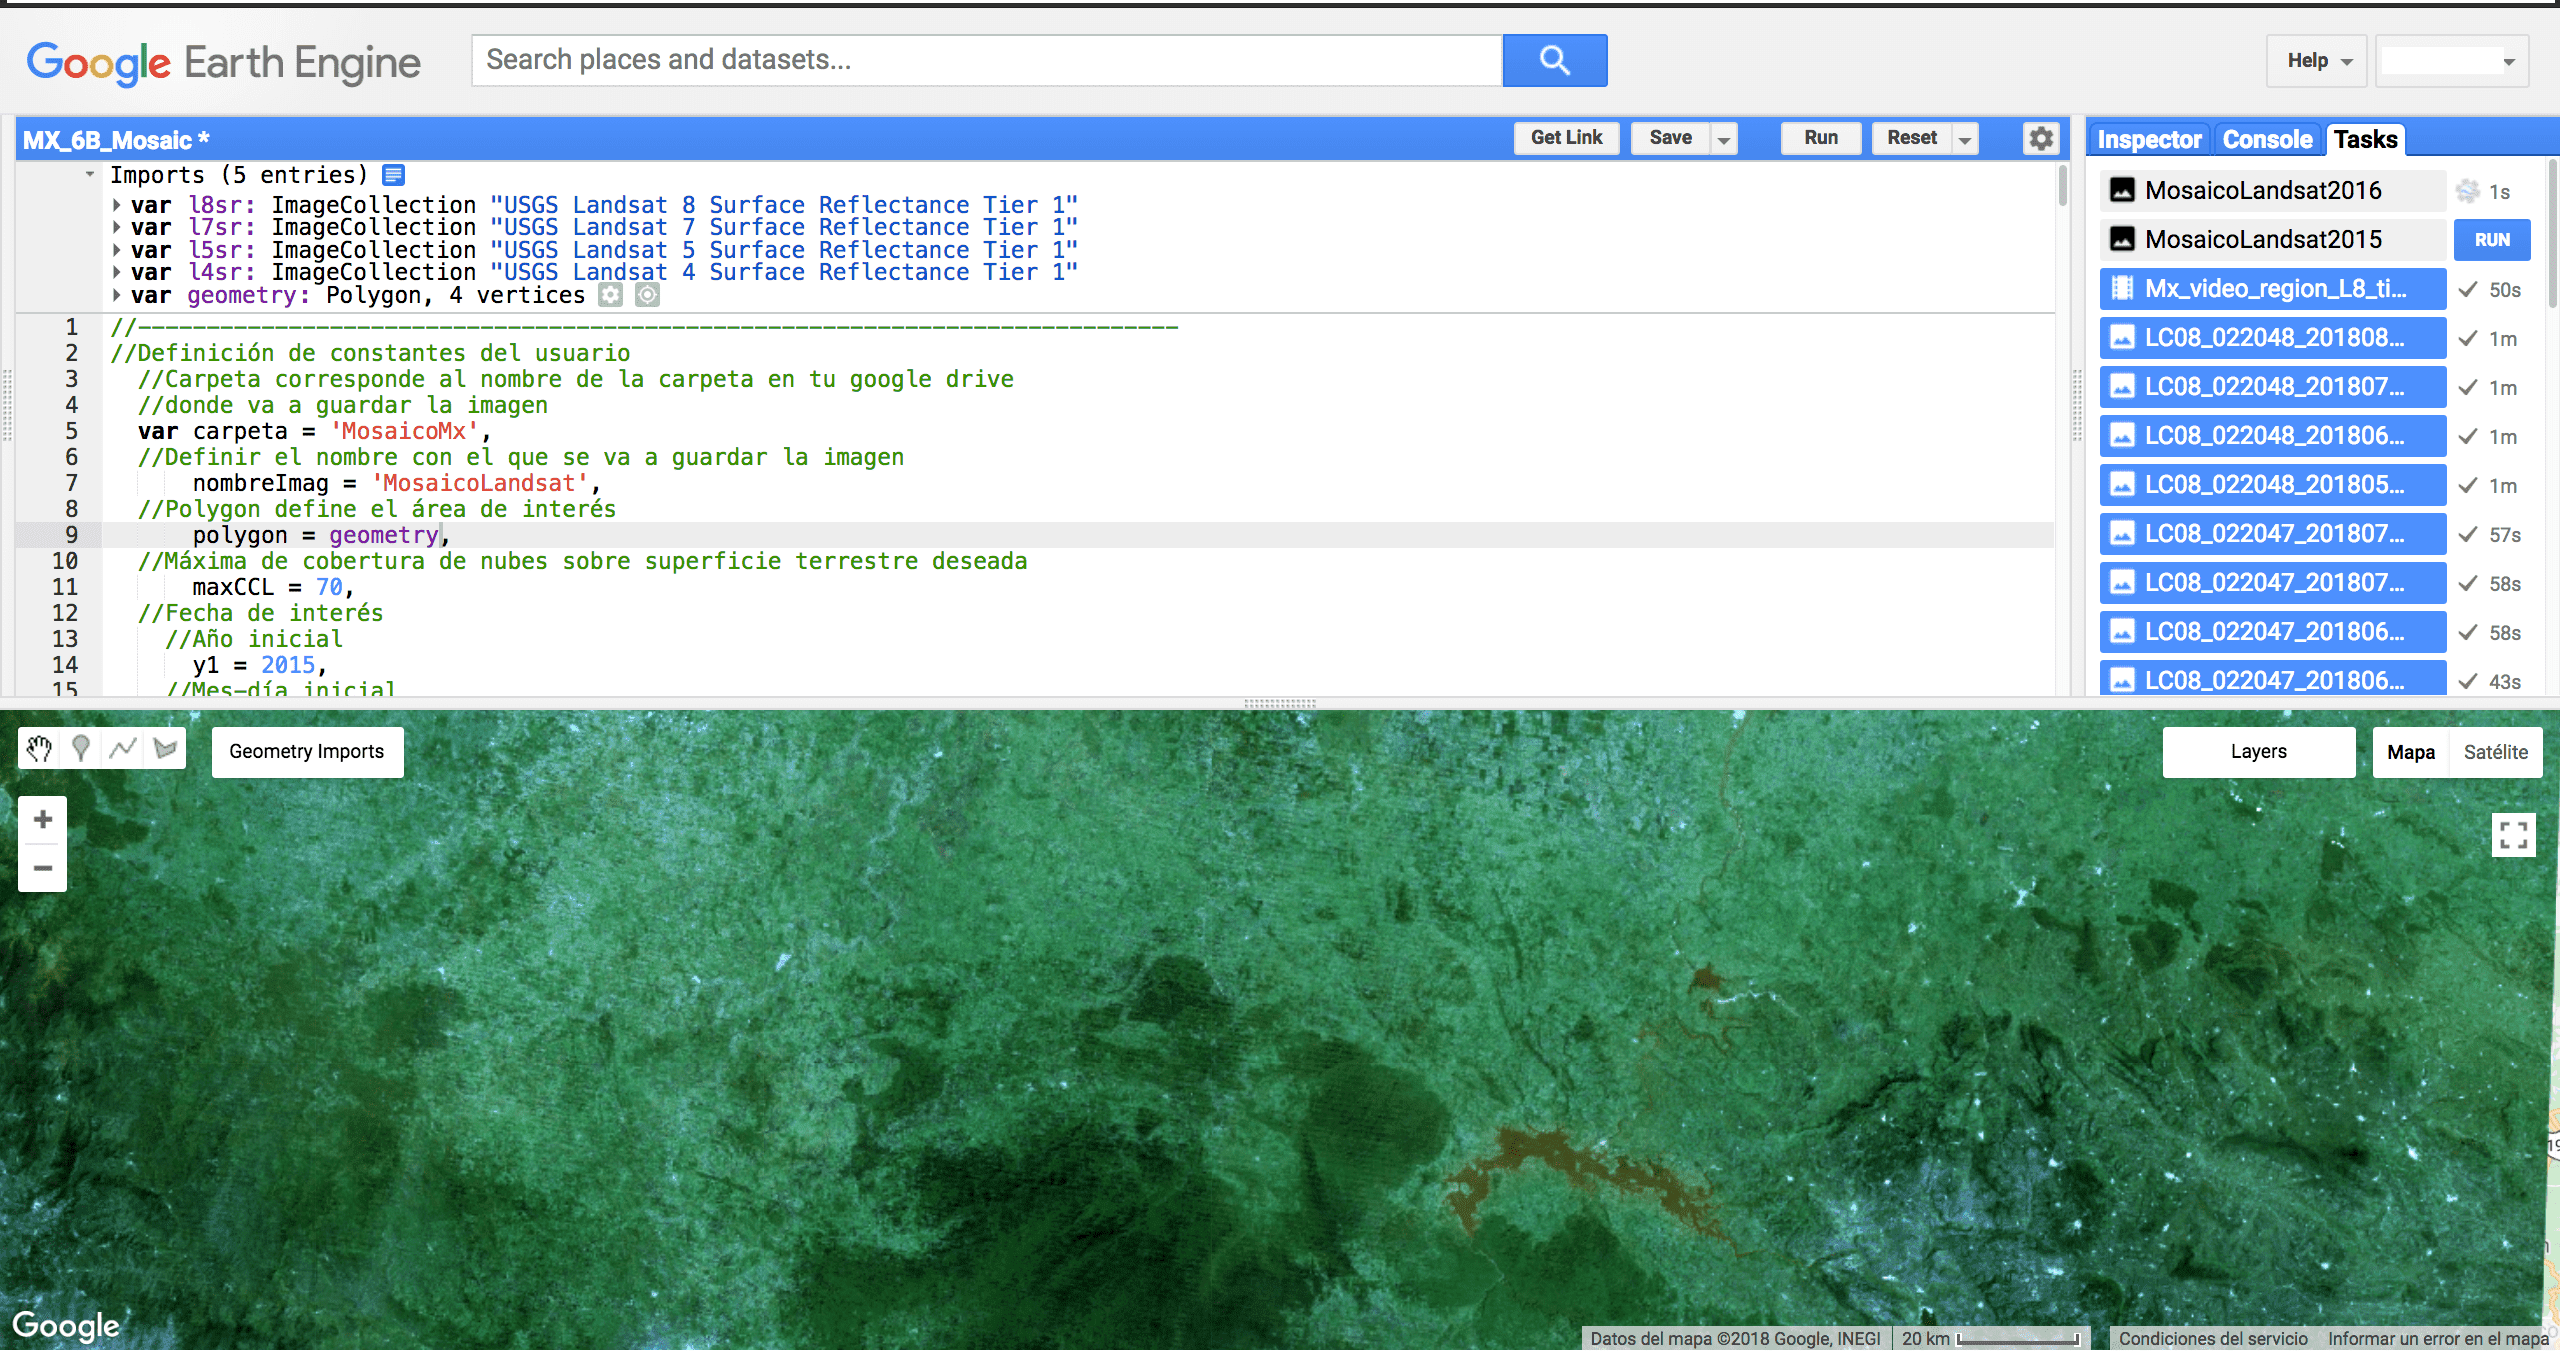 Google Earth Engine
Search places and datasets...
Help
MX_6B_Mosaic *
Get Link
Save
Run
Reset
Inspector
Console
Tasks
Imports (5 entries)
var l8sr: ImageCollection "USGS Landsat 8 Surface Reflectance Tier 1"
var l7sr: ImageCollection "USGS Landsat 7 Surface Reflectance Tier 1"
var l5sr: ImageCollection "USGS Landsat 5 Surface Reflectance Tier 1"
var l4sr: ImageCollection "USGS Landsat 4 Surface Reflectance Tier 1"
var geometry: Polygon, 4 vertices
1 //----------------------------------------------------------------------------
2 //Definición de constantes del usuario
3 //Carpeta corresponde al nombre de la carpeta en tu google drive
4 //donde va a guardar la imagen
5 var carpeta = 'MosaicoMx',
6 //Definir el nombre con el que se va a guardar la imagen
7 nombreImag = 'MosaicoLandsat',
8 //Polygon define el área de interés
9 polygon = geometry,
10 //Máxima de cobertura de nubes sobre superficie terrestre deseada
11 maxCCL = 70,
12 //Fecha de interés
13 //Año inicial
14 y1 = 2015,
15 //Mes-día inicial
MosaicoLandsat2016 1s
MosaicoLandsat2015 RUN
Mx_video_region_L8_ti... 50s
LC08_022048_201808... 1m
LC08_022048_201807... 1m
LC08_022048_201806... 1m
LC08_022048_201805... 1m
LC08_022047_201807... 57s
LC08_022047_201807... 58s
LC08_022047_201806... 58s
LC08_022047_201806... 43s
Geometry Imports
Layers
Mapa
Satélite
+
−
Google
Datos del mapa ©2018 Google, INEGI
20 km
Condiciones del servicio
Informar un error en el mapa